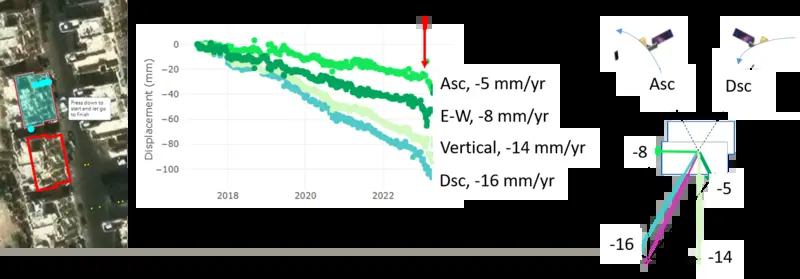 Press down to
start and let go
to finish
Displacement (mm)
0
−20
−40
−60
−80
−100
2018
2020
2022
Asc, -5 mm/yr
E-W, -8 mm/yr
Vertical, -14 mm/yr
Dsc, -16 mm/yr
Asc
Dsc
-8
-5
-16
-14